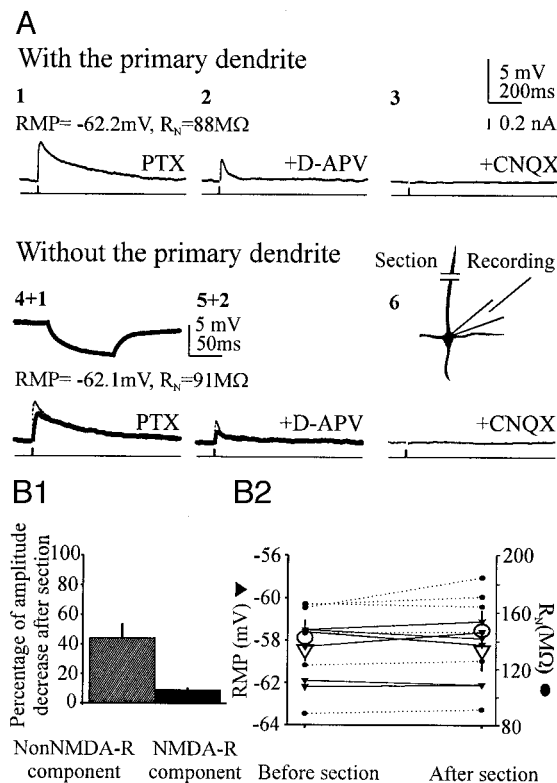 A
With the primary dendrite
1 2 3
5 mV
200ms
0.2 nA
RMP= -62.2mV, R_N=88MΩ
PTX +D-APV +CNQX
Without the primary dendrite
Section Recording
4+1 5+2 6
5 mV
50ms
RMP= -62.1mV, R_N=91MΩ
PTX +D-APV +CNQX
B1 B2
Percentage of amplitude
decrease after section
100
80
60
40
20
0
NonNMDA-R
component
NMDA-R
component
RMP (mV)
-56
-60
-58
-62
-64
200
160
120
80
R_N(MΩ)
Before section After section